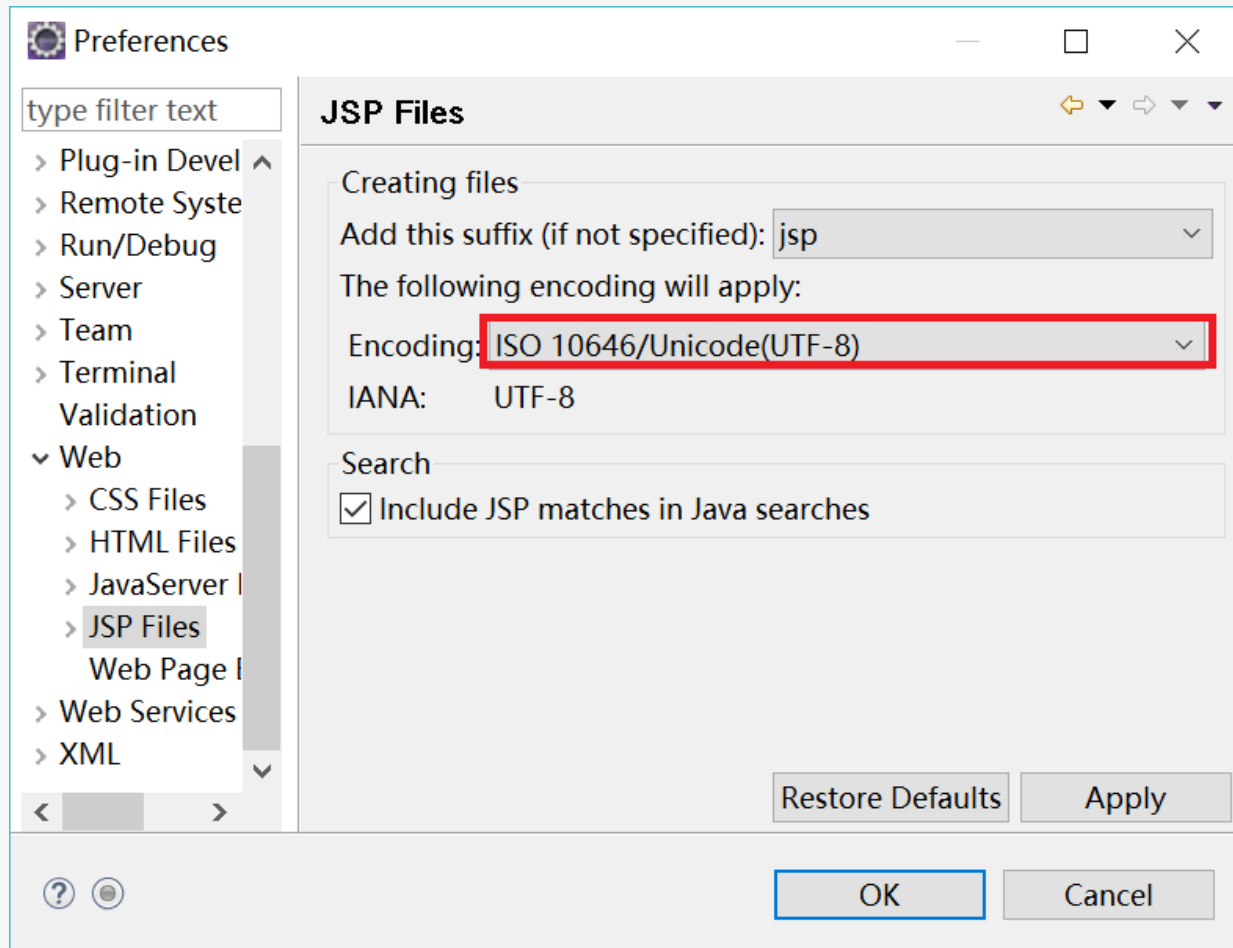 Preferences
type filter text
Plug-in Devel
Remote Syste
Run/Debug
Server
Team
Terminal
Validation
Web
CSS Files
HTML Files
JavaServer
JSP Files
Web Page
Web Services
XML
JSP Files
Creating files
Add this suffix (if not specified): jsp
The following encoding will apply:
Encoding: ISO 10646/Unicode(UTF-8)
IANA: UTF-8
Search
Include JSP matches in Java searches
Restore Defaults Apply
OK Cancel